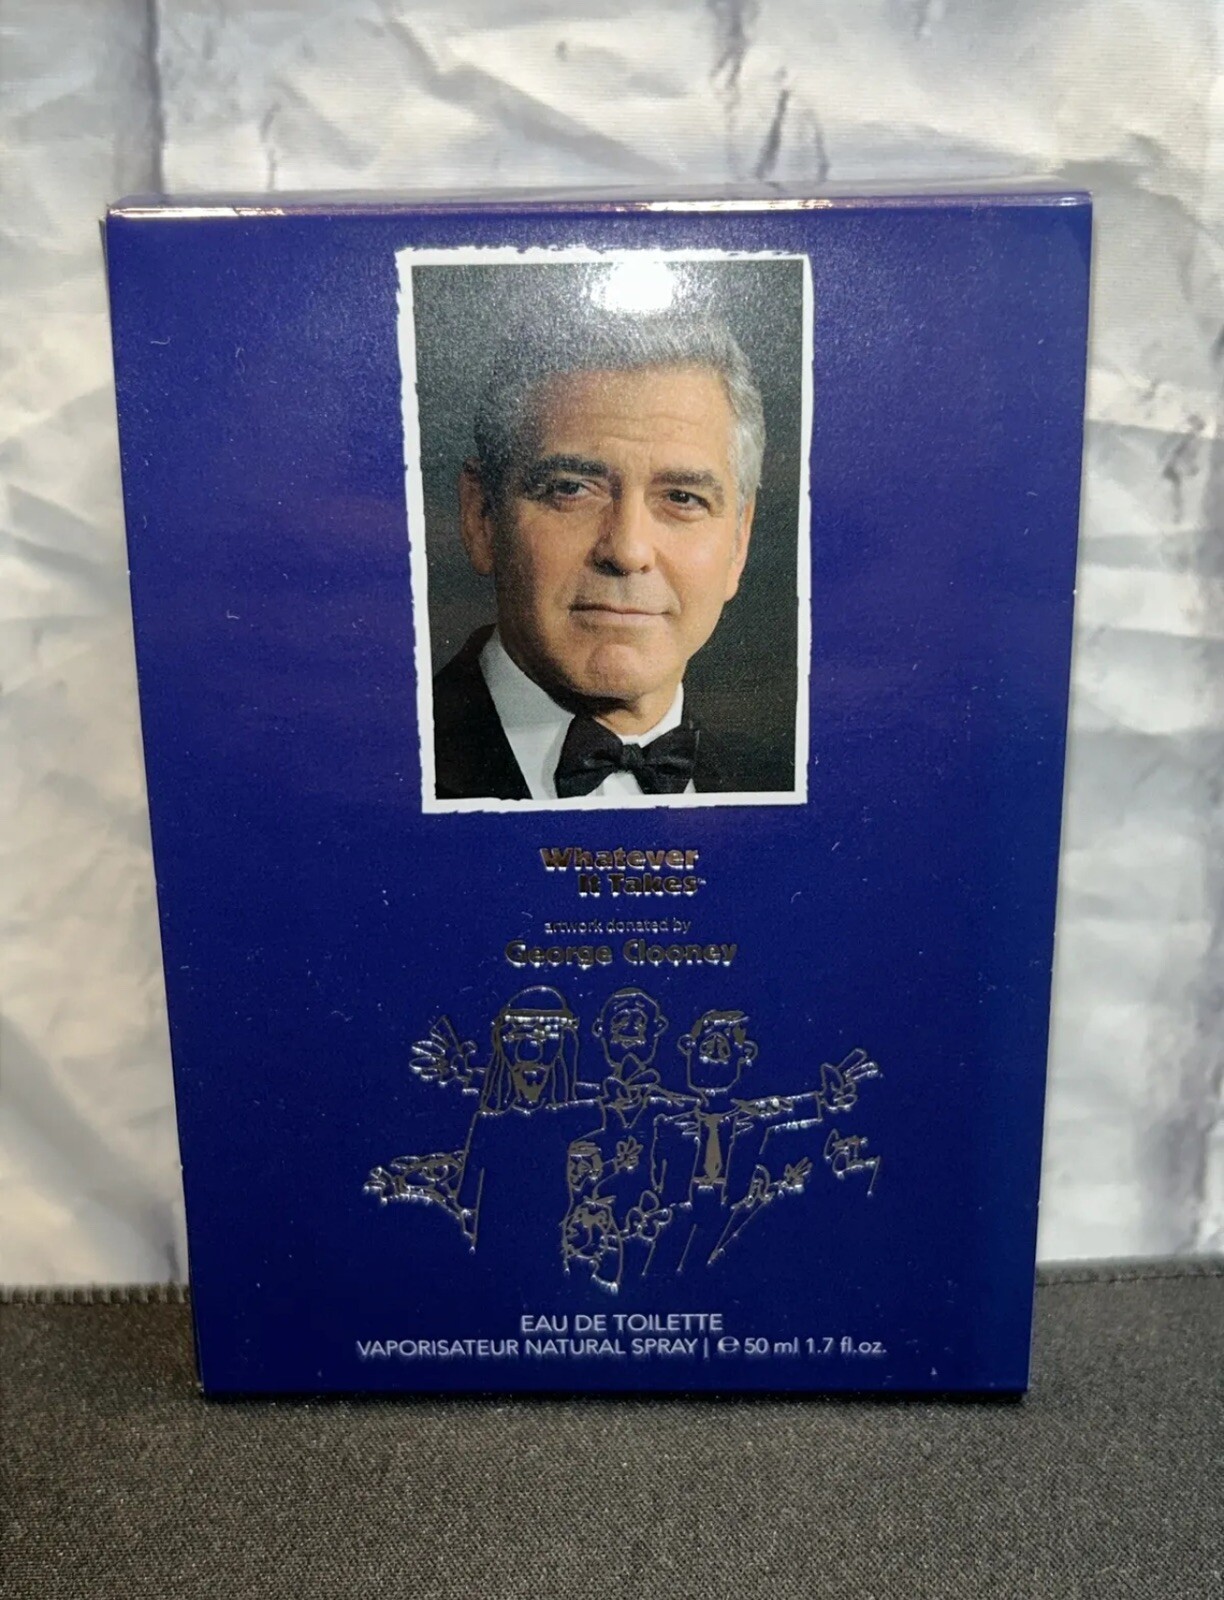 Whatever
It Takes™
artwork donated by
George Clooney
EAU DE TOILETTE
VAPORISATEUR NATURAL SPRAY | ℮ 50 ml 1.7 fl.oz.